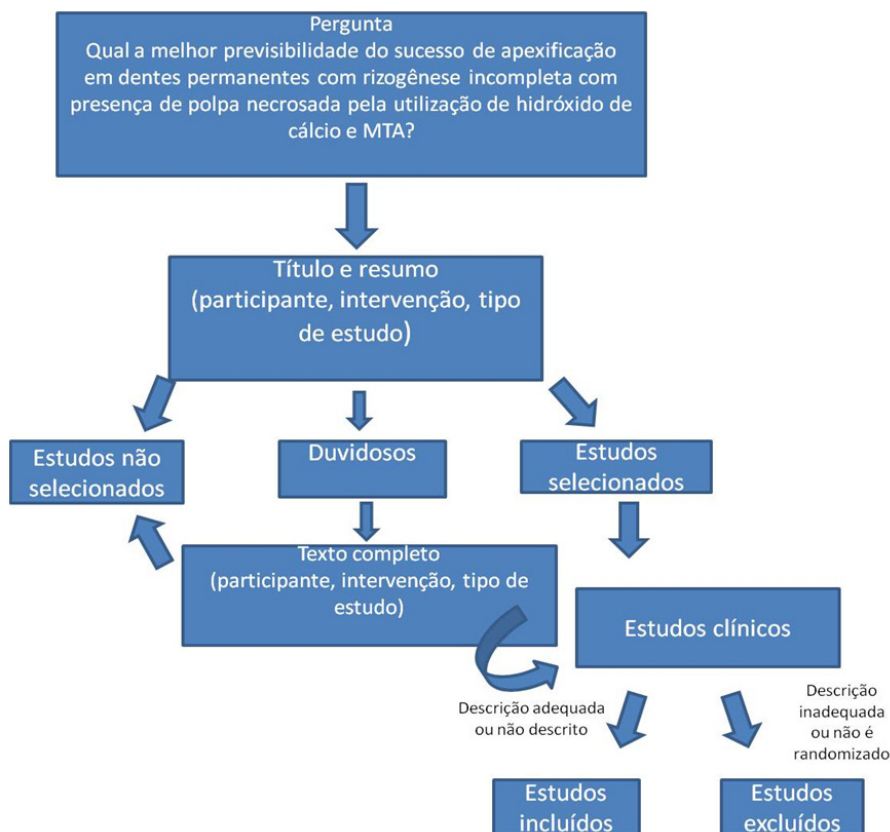 Pergunta
Qual a melhor previsibilidade do sucesso de apexificação
em dentes permanentes com rizogênese incompleta com
presença de polpa necrosada pela utilização de hidróxido de
cálcio e MTA?
Título e resumo
(participante, intervenção, tipo
de estudo)
Estudos não
selecionados
Duvidosos
Estudos
selecionados
Texto completo
(participante, intervenção, tipo de
estudo)
Estudos clínicos
Descrição adequada
ou não descrito
Descrição
inadequada
ou não é
randomizado
Estudos
incluídos
Estudos
excluídos